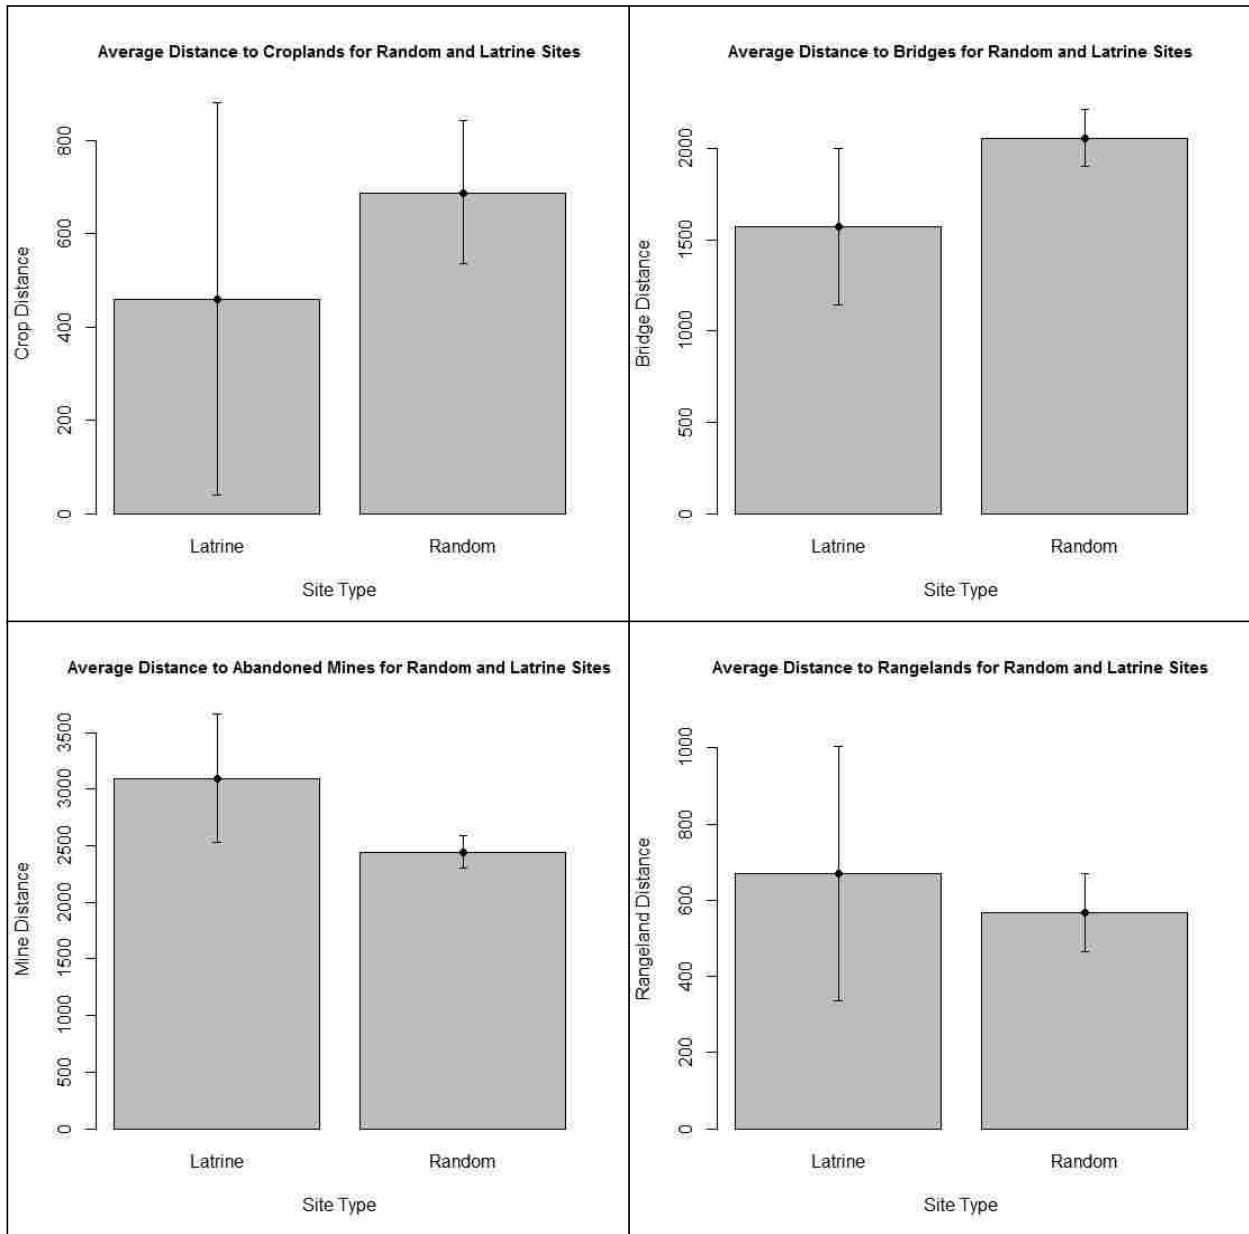 Average Distance to Croplands for Random and Latrine Sites
800
600
400
200
0
Crop Distance
Latrine Random
Site Type
Average Distance to Bridges for Random and Latrine Sites
2000
1500
1000
500
0
Bridge Distance
Latrine Random
Site Type
Average Distance to Abandoned Mines for Random and Latrine Sites
3500
3000
2500
2000
1500
1000
500
0
Mine Distance
Latrine Random
Site Type
Average Distance to Rangelands for Random and Latrine Sites
1000
800
600
400
200
0
Rangeland Distance
Latrine Random
Site Type